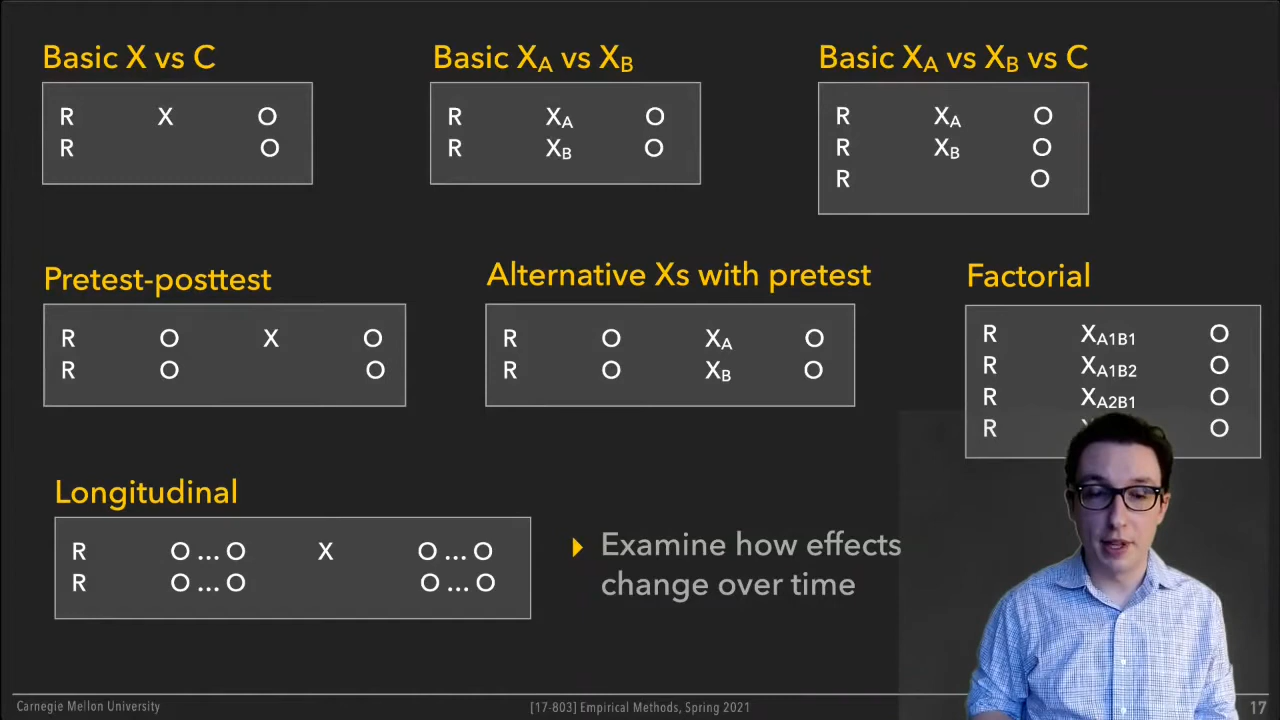 Basic X vs C
R X O
R O
Basic XA vs XB
R XA O
R XB O
Basic XA vs XB vs C
R XA O
R XB O
R O
Pretest-posttest
R O X O
R O O
Alternative Xs with pretest
R O XA O
R O XB O
Factorial
R XA1B1 O
R XA1B2 O
R XA2B1 O
R O
Longitudinal
R O ... O X O ... O
R O ... O O ... O
Examine how effects
change over time
Carnegie Mellon University
[17-803] Empirical Methods, Spring 2021
17